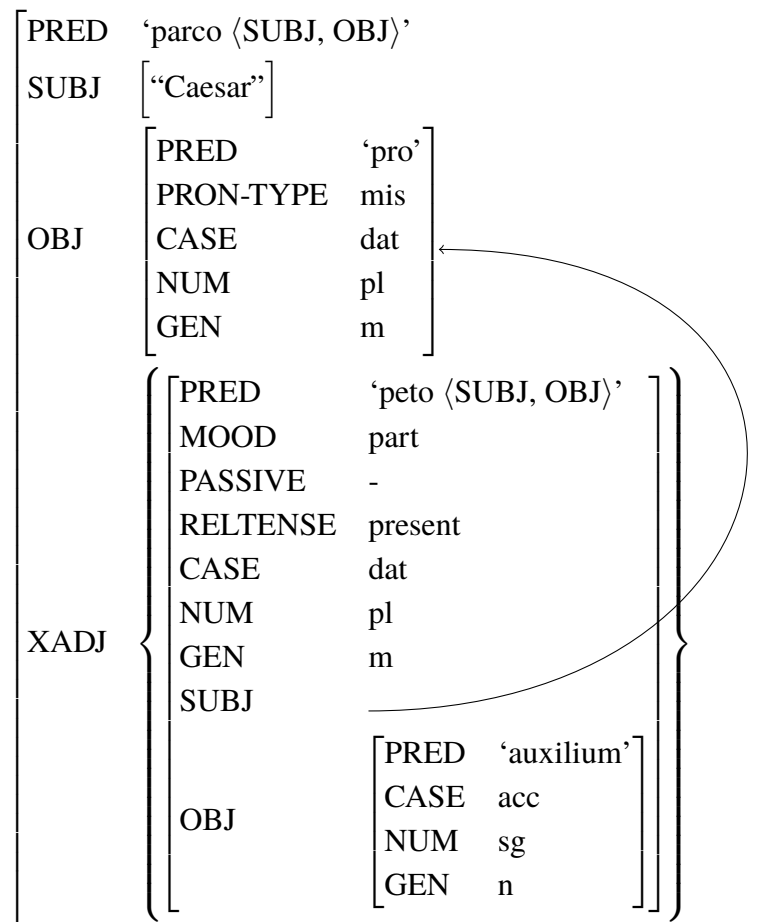 PRED ‘parco ⟨SUBJ, OBJ⟩’
SUBJ [“Caesar”]
PRED ‘pro’
PRON-TYPE mis
OBJ CASE dat
NUM pl
GEN m
PRED ‘peto ⟨SUBJ, OBJ⟩’
MOOD part
PASSIVE -
RELTENSE present
CASE dat
NUM pl
XADJ GEN m
SUBJ
PRED ‘auxilium’
CASE acc
OBJ NUM sg
GEN n